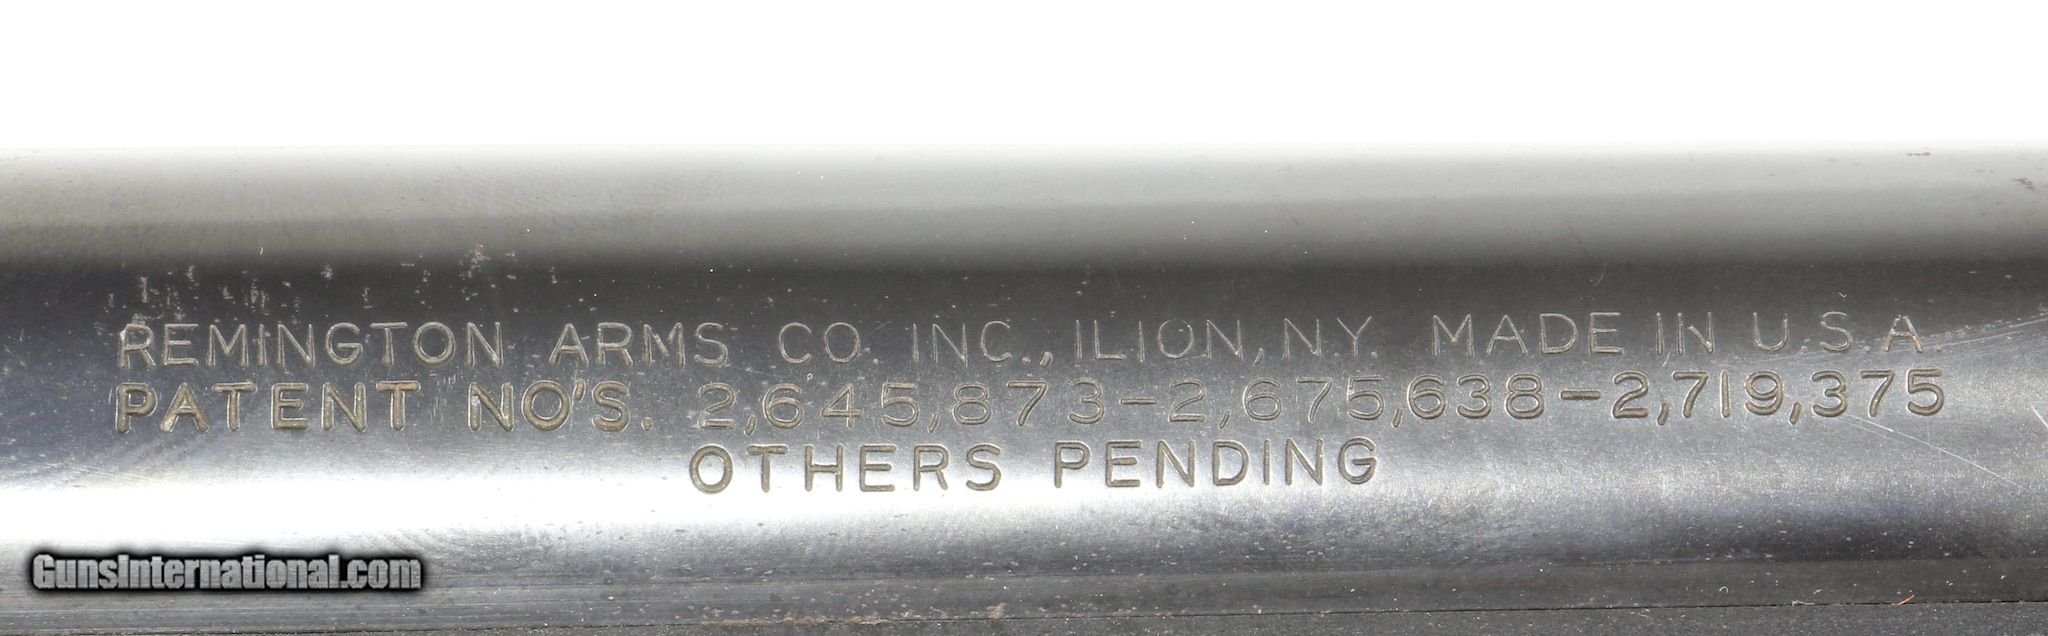 REMINGTON ARMS CO. INC., ILION, N.Y. MADE IN U.S.A.
PATENT NO'S. 2,645,873-2,675,638-2,719,375
OTHERS PENDING
GunsInternational.com